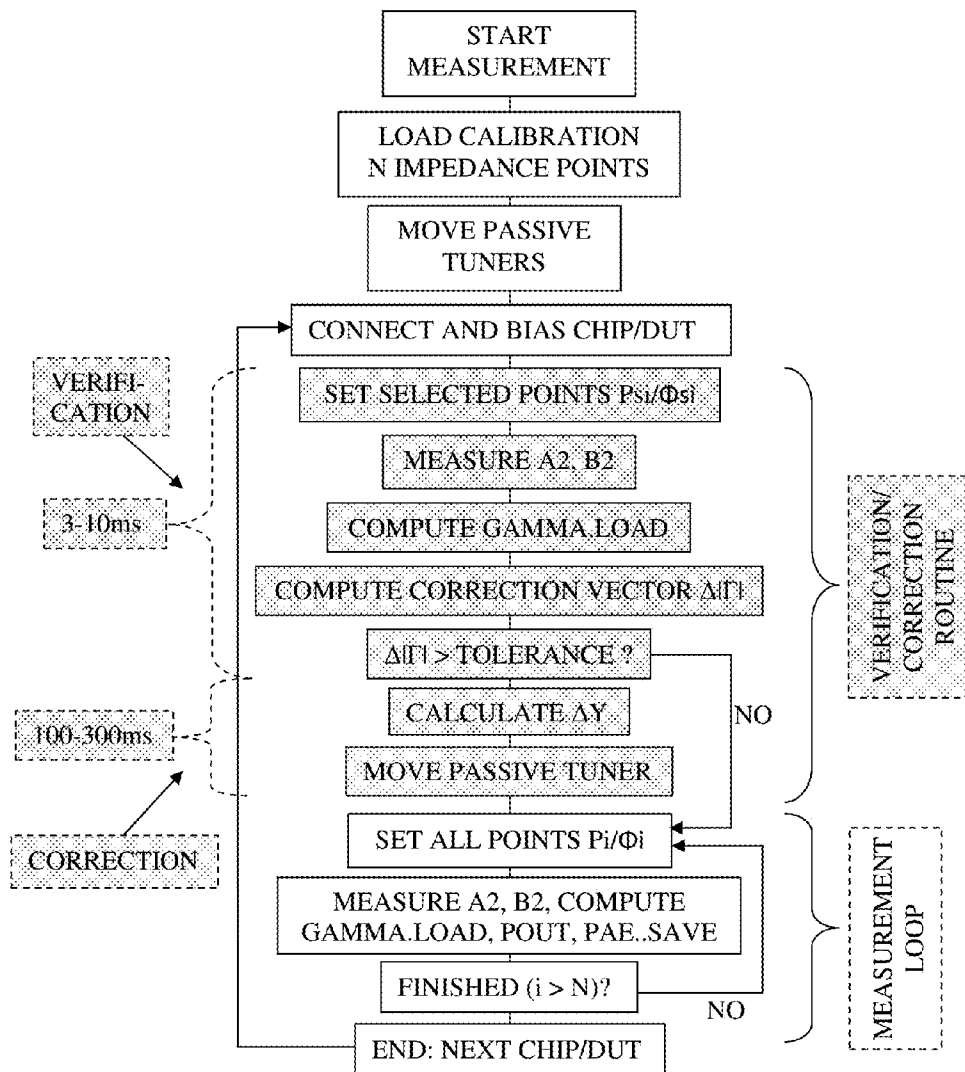 START
MEASUREMENT
LOAD CALIBRATION
N IMPEDANCE POINTS
MOVE PASSIVE
TUNERS
CONNECT AND BIAS CHIP/DUT
VERIFI-
CATION
SET SELECTED POINTS Psi/Φsi
MEASURE A2, B2
3-10ms
COMPUTE GAMMA.LOAD
COMPUTE CORRECTION VECTOR Δ|Γ|
Δ|Γ| > TOLERANCE ?
VERIFICATION/
CORRECTION
ROUTINE
CALCULATE ΔY
NO
100-300ms
MOVE PASSIVE TUNER
SET ALL POINTS Pi/Φi
CORRECTION
MEASURE A2, B2, COMPUTE
GAMMA.LOAD, POUT, PAE..SAVE
MEASUREMENT
LOOP
FINISHED (i > N)?
NO
END: NEXT CHIP/DUT